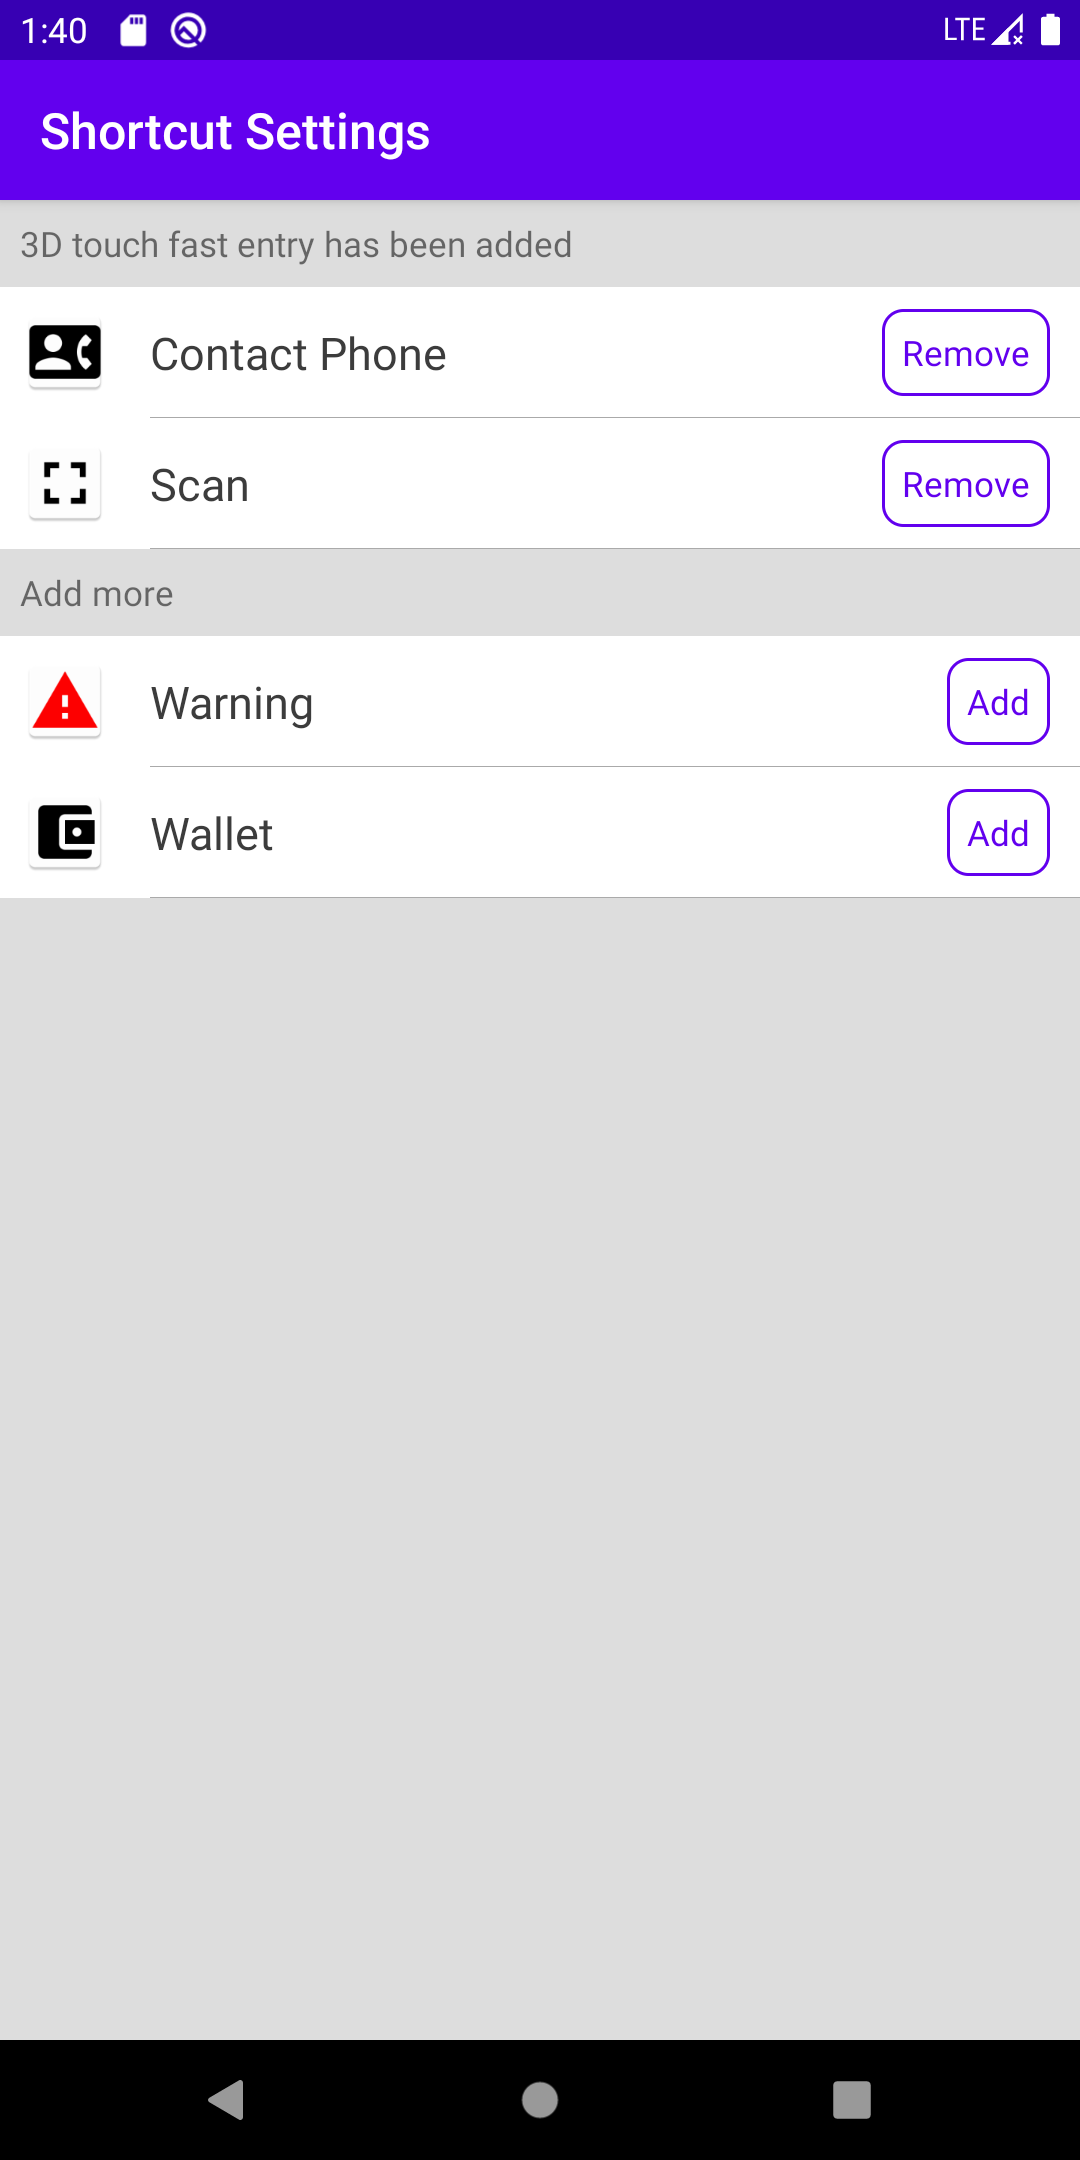 1:40 LTE
Shortcut Settings
3D touch fast entry has been added
Contact Phone Remove
Scan Remove
Add more
Warning Add
Wallet Add